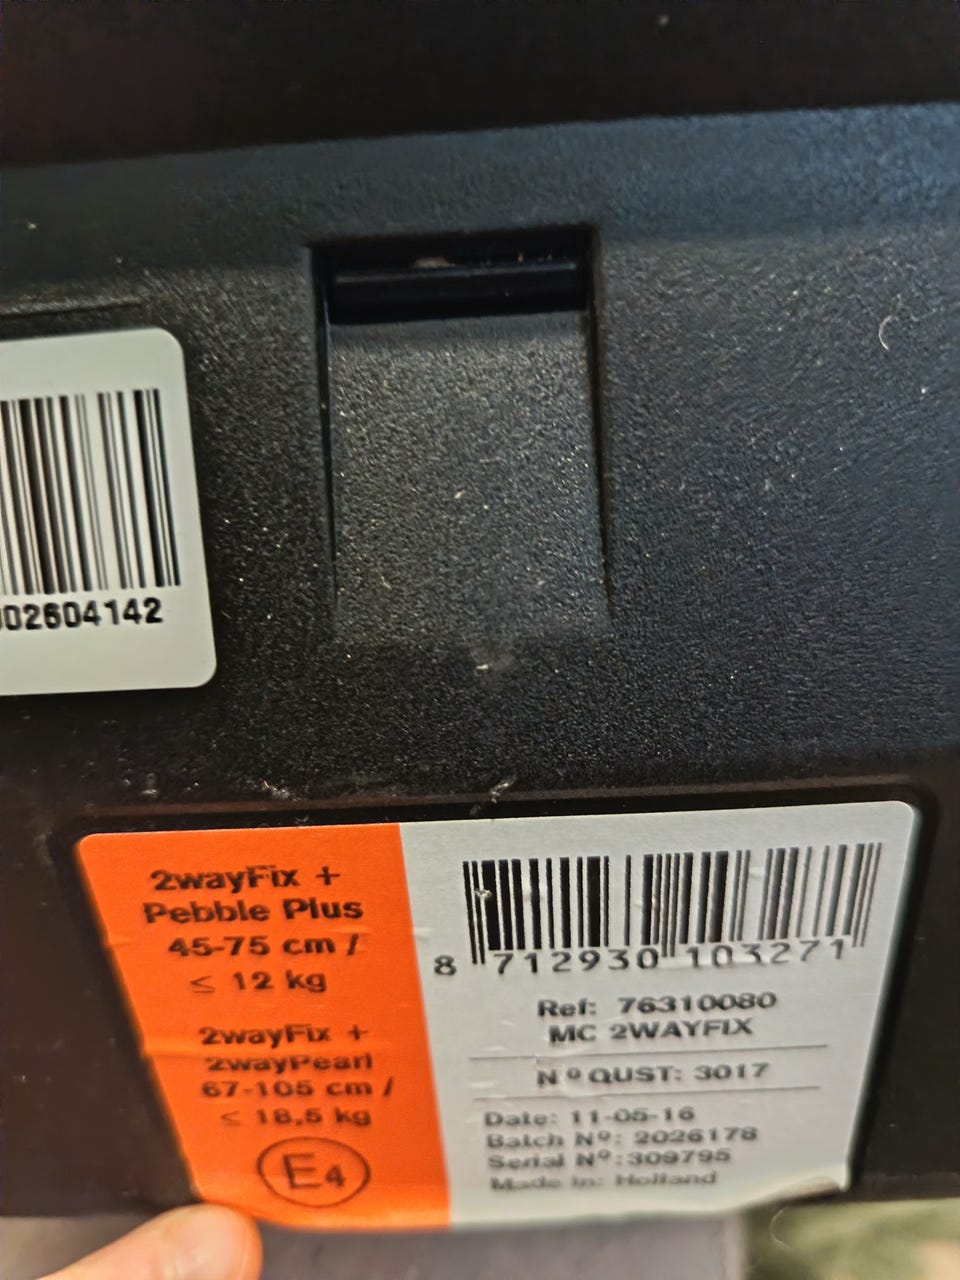 02604142
2wayFix +
Pebble Plus
45-75 cm /
≤ 12 kg
2wayFix +
2wayPearl
67-105 cm /
≤ 18,5 kg
E4
8 712930 103271
Ref: 76310080
MC 2WAYFIX
Nº QUST: 3017
Date: 11-05-16
Batch Nº: 2026178
Serial Nº: 309795
Made in: Holland